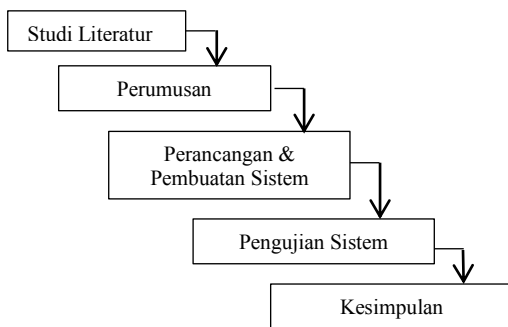 Studi Literatur
Perumusan
Perancangan &
Pembuatan Sistem
Pengujian Sistem
Kesimpulan